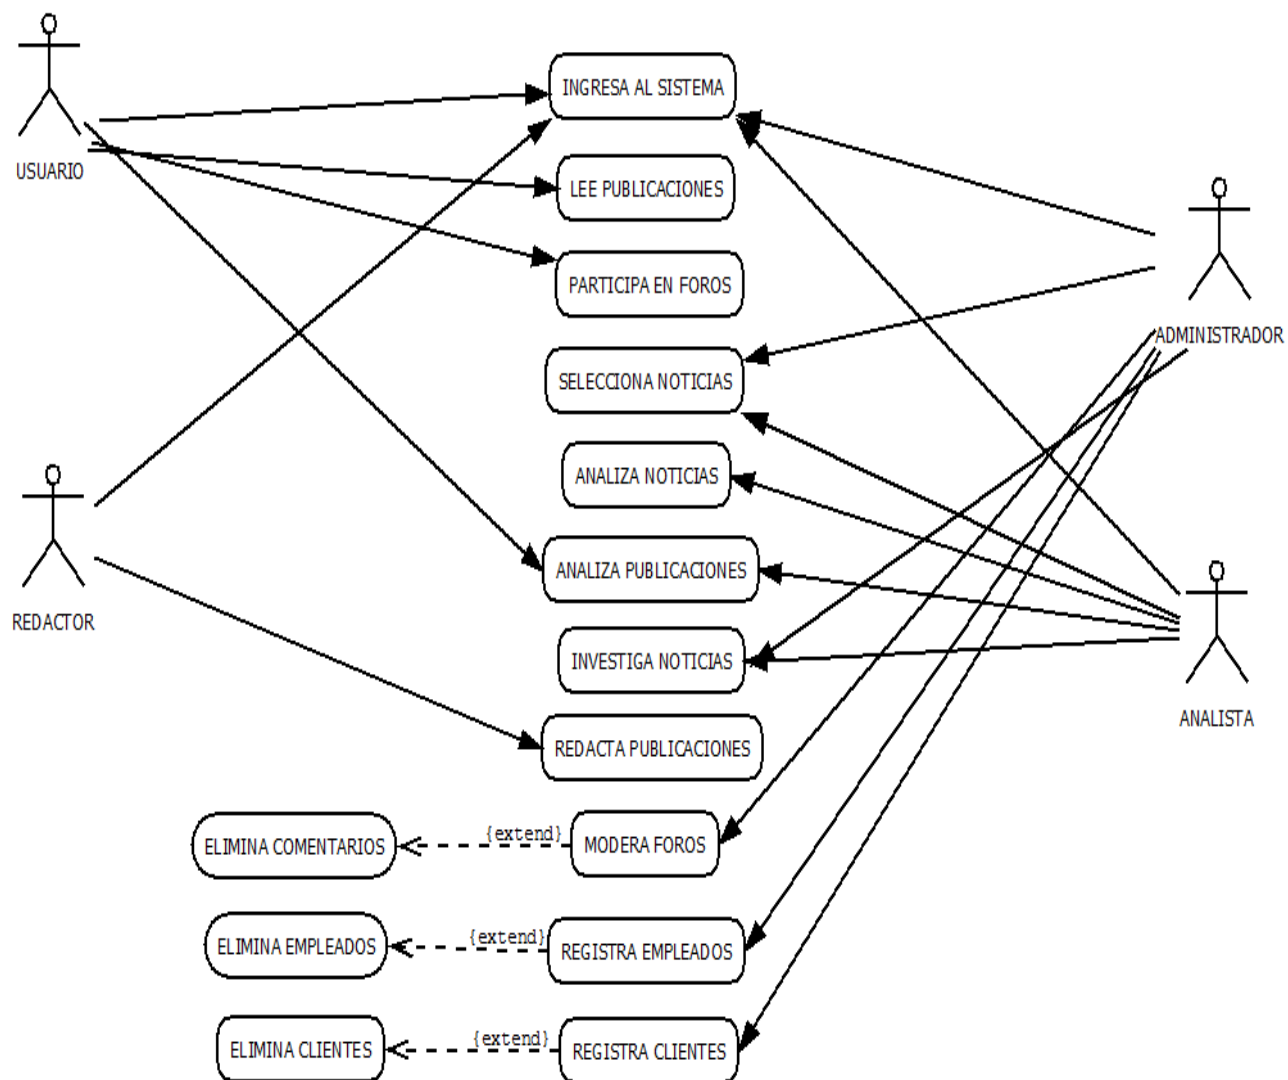 INGRESA AL SISTEMA
USUARIO
LEE PUBLICACIONES
PARTICIPA EN FOROS
ADMINISTRADOR
SELECCIONA NOTICIAS
ANALIZA NOTICIAS
ANALIZA PUBLICACIONES
REDACTOR
INVESTIGA NOTICIAS
ANALISTA
REDACTA PUBLICACIONES
ELIMINA COMENTARIOS
{extend}
MODERA FOROS
ELIMINA EMPLEADOS
{extend}
REGISTRA EMPLEADOS
ELIMINA CLIENTES
{extend}
REGISTRA CLIENTES